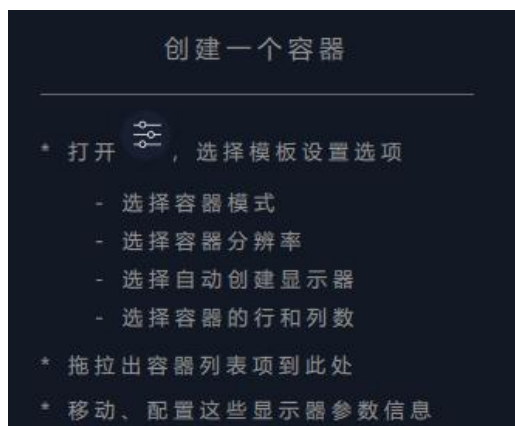 创建一个容器
* 打开 , 选择模板设置选项
- 选择容器模式
- 选择容器分辨率
- 选择自动创建显示器
- 选择容器的行和列数
* 拖拉出容器列表项到此处
* 移动、配置这些显示器参数信息